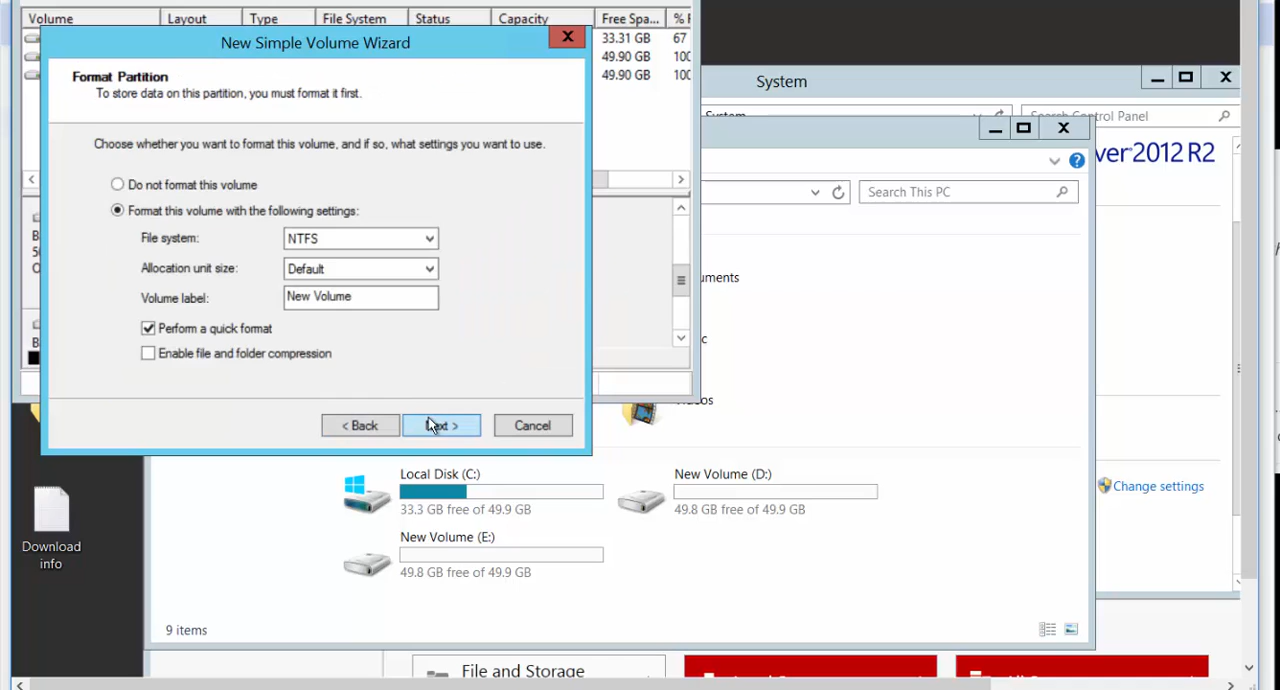 Volume Layout Type File System Status Capacity Free Spa... % F
33.31 GB 67
49.90 GB 100
49.90 GB 100
New Simple Volume Wizard
Format Partition
To store data on this partition, you must format it first.
Choose whether you want to format this volume, and if so, what settings you want to use.
Do not format this volume
Format this volume with the following settings:
File system: NTFS
Allocation unit size: Default
Volume label: New Volume
Perform a quick format
Enable file and folder compression
< Back
Cancel
System
Search Control Panel
ver 2012 R2
Search This PC
uments
Change settings
Local Disk (C:)
33.3 GB free of 49.9 GB
New Volume (D:)
49.8 GB free of 49.9 GB
New Volume (E:)
49.8 GB free of 49.9 GB
9 items
Download
info
File and Storage